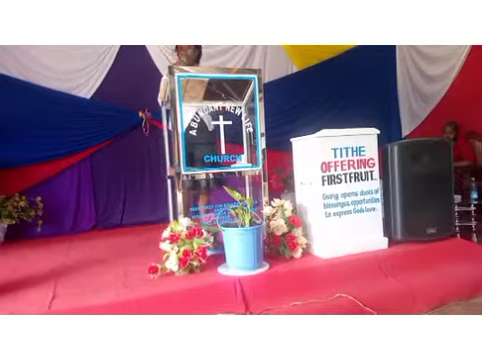 ABUNDANT NEW LIFE
CHURCH
TITHE
OFFERING
FIRSTFRUIT
Giving opens doors of
blessings, opportunities
to express Gods love.